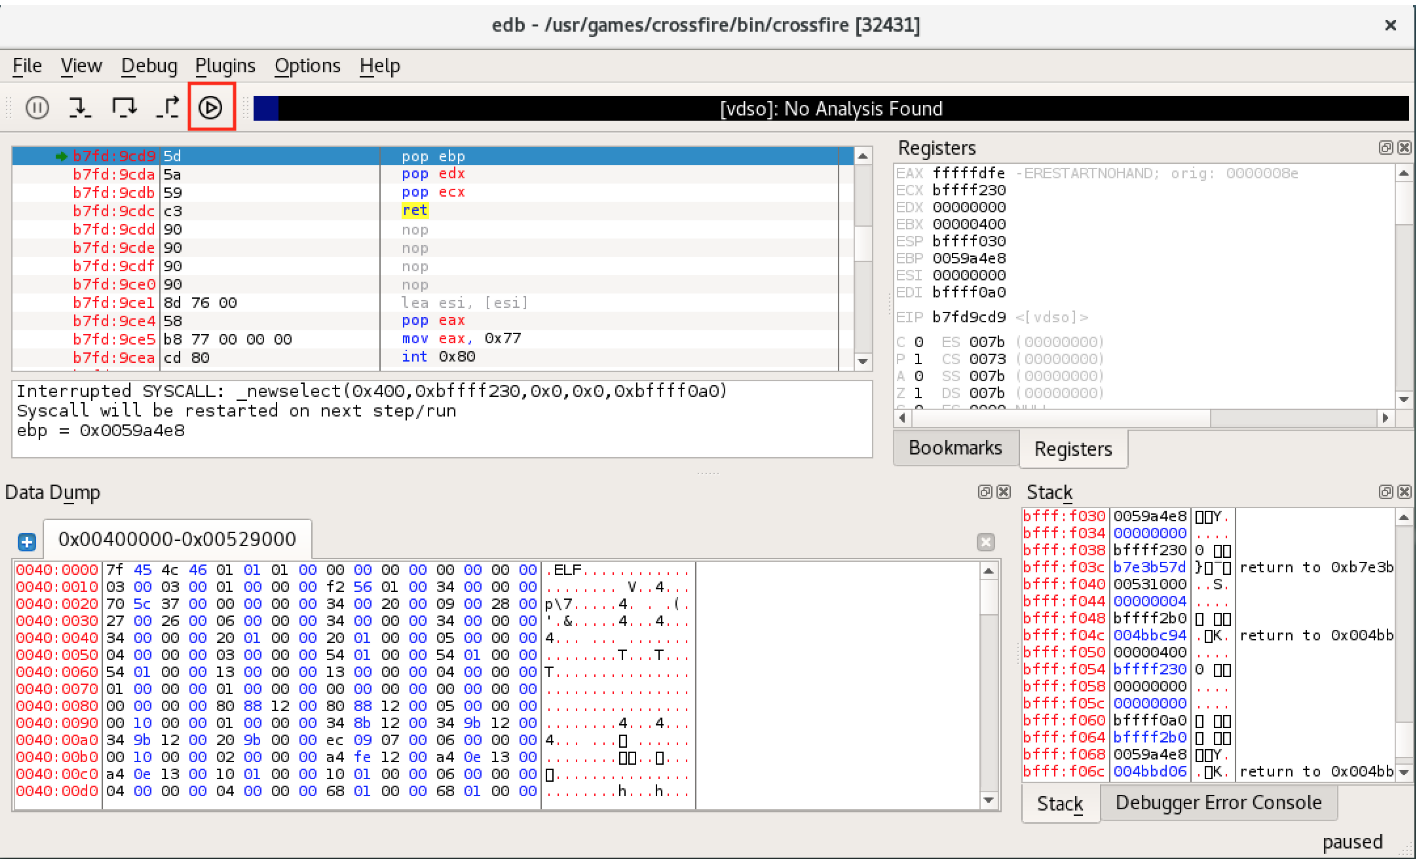 edb - /usr/games/crossfire/bin/crossfire [32431]
File View Debug Plugins Options Help
[vdso]: No Analysis Found
b7fd:9cd9 5d pop ebp
b7fd:9cda 5a pop edx
b7fd:9cdb 59 pop ecx
b7fd:9cdc c3 ret
b7fd:9cdd 90 nop
b7fd:9cde 90 nop
b7fd:9cdf 90 nop
b7fd:9ce0 90 nop
b7fd:9ce1 8d 76 00 lea esi, [esi]
b7fd:9ce4 58 pop eax
b7fd:9ce5 b8 77 00 00 00 mov eax, 0x77
b7fd:9cea cd 80 int 0x80
Interrupted SYSCALL: _newselect(0x400,0xbffff230,0x0,0x0,0xbffff0a0)
Syscall will be restarted on next step/run
ebp = 0x0059a4e8
Registers
EAX fffffdfe -ERESTARTNOHAND; orig: 0000008e
ECX bffff230
EDX 00000000
EBX 00000400
ESP bffff030
EBP 0059a4e8
ESI 00000000
EDI bffff0a0
EIP b7fd9cd9 <[vdso]>
C 0 ES 007b (00000000)
P 1 CS 0073 (00000000)
A 0 SS 007b (00000000)
Z 1 DS 007b (00000000)
Bookmarks Registers
Data Dump
0x00400000-0x00529000
0040:0000 7f 45 4c 46 01 01 01 00 00 00 00 00 00 00 00 00 .ELF............
0040:0010 03 00 03 00 01 00 00 00 f2 56 01 00 34 00 00 00 .........V..4...
0040:0020 70 5c 37 00 00 00 00 00 34 00 20 00 09 00 28 00 p\7.....4. ...(.
0040:0030 27 00 26 00 06 00 00 00 34 00 00 00 34 00 00 00 '.&.....4...4...
0040:0040 34 00 00 00 20 01 00 00 20 01 00 00 05 00 00 00 4... ... .......
0040:0050 04 00 00 00 03 00 00 00 54 01 00 00 54 01 00 00 ........T...T...
0040:0060 54 01 00 00 13 00 00 00 13 00 00 00 04 00 00 00 T...............
0040:0070 01 00 00 00 01 00 00 00 00 00 00 00 00 00 00 00 ................
0040:0080 00 00 00 00 80 88 12 00 80 88 12 00 05 00 00 00 ................
0040:0090 00 10 00 00 01 00 00 00 34 8b 12 00 34 9b 12 00 ........4...4...
0040:00a0 34 9b 12 00 20 9b 00 00 ec 09 07 00 06 00 00 00
0040:00b0 00 10 00 00 02 00 00 00 a4 fe 12 00 a4 0e 13 00
0040:00c0 a4 0e 13 00 10 01 00 00 10 01 00 00 06 00 00 00
0040:00d0 04 00 00 00 04 00 00 00 68 01 00 00 68 01 00 00 ........h...h...
Stack
bfff:f030 0059a4e8 Y.
bfff:f034 00000000 ....
bfff:f038 bffff230 0
bfff:f03c b7e3b57d } return to 0xb7e3b
bfff:f040 00531000 ..S.
bfff:f044 00000004 ....
bfff:f048 bffff2b0
bfff:f04c 004bbc94 .K. return to 0x004bb
bfff:f050 00000400 ....
bfff:f054 bffff230 0
bfff:f058 00000000 ....
bfff:f05c 00000000 ....
bfff:f060 bffff0a0
bfff:f064 bffff2b0
bfff:f068 0059a4e8 Y.
bfff:f06c 004bbd06 .K. return to 0x004bb
Stack Debugger Error Console
paused